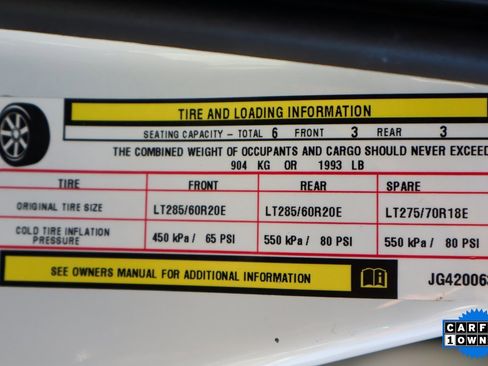 TIRE AND LOADING INFORMATION
SEATING CAPACITY – TOTAL 6 FRONT 3 REAR 3
THE COMBINED WEIGHT OF OCCUPANTS AND CARGO SHOULD NEVER EXCEED
904 KG OR 1993 LB
TIRE FRONT REAR SPARE
ORIGINAL TIRE SIZE LT285/60R20E LT285/60R20E LT275/70R18E
COLD TIRE INFLATION PRESSURE 450 kPa / 65 PSI 550 kPa / 80 PSI 550 kPa / 80 PSI
SEE OWNERS MANUAL FOR ADDITIONAL INFORMATION
JG42006
CARF
1 OWN